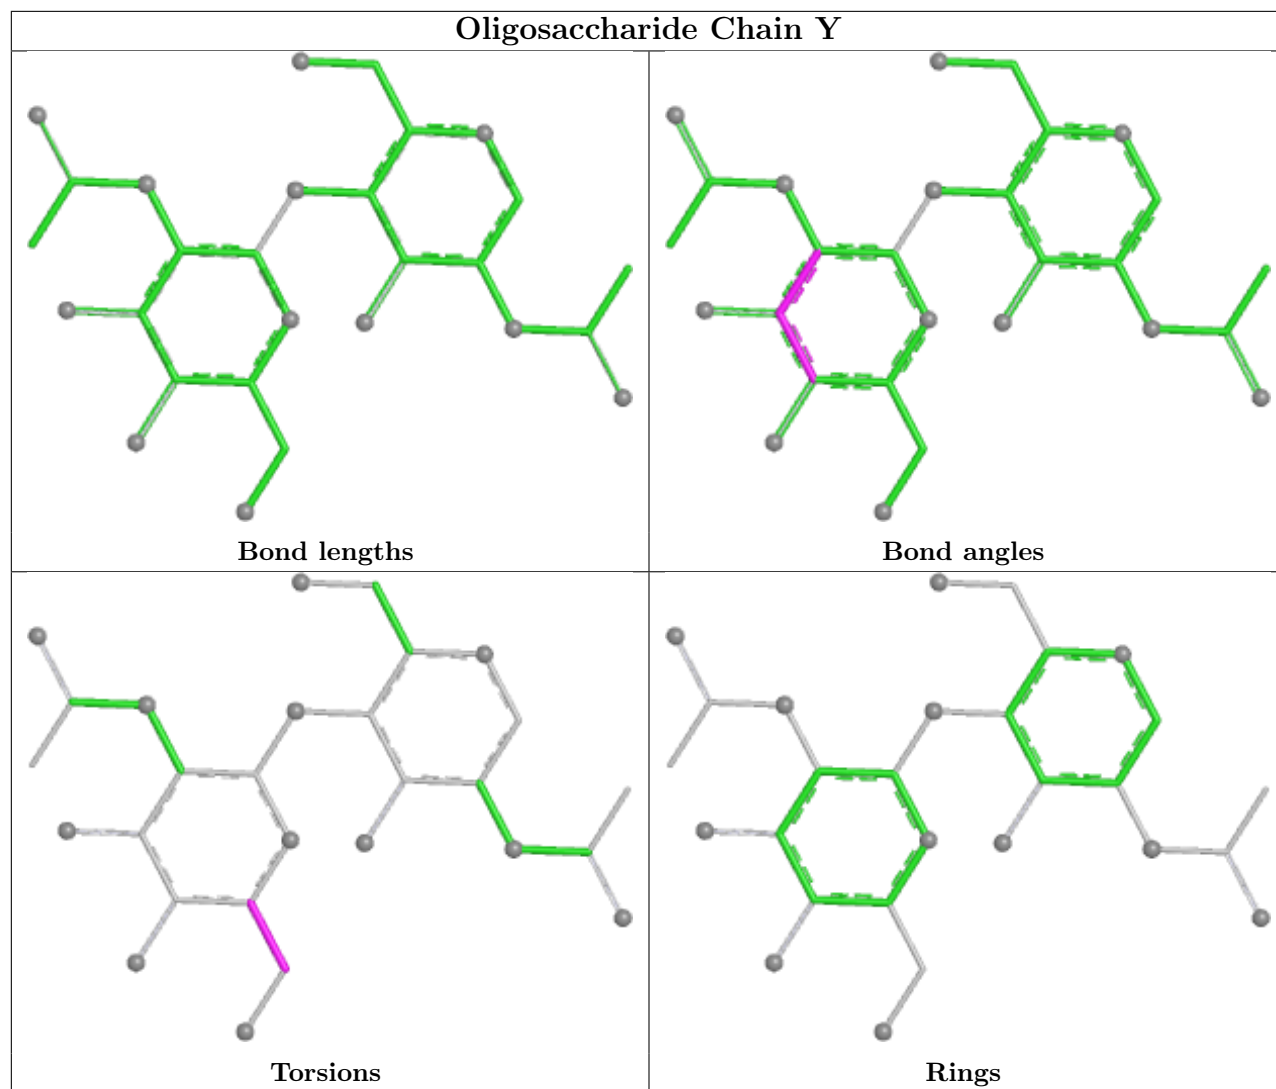 Oligosaccharide Chain Y
Bond lengths
Bond angles
Torsions
Rings